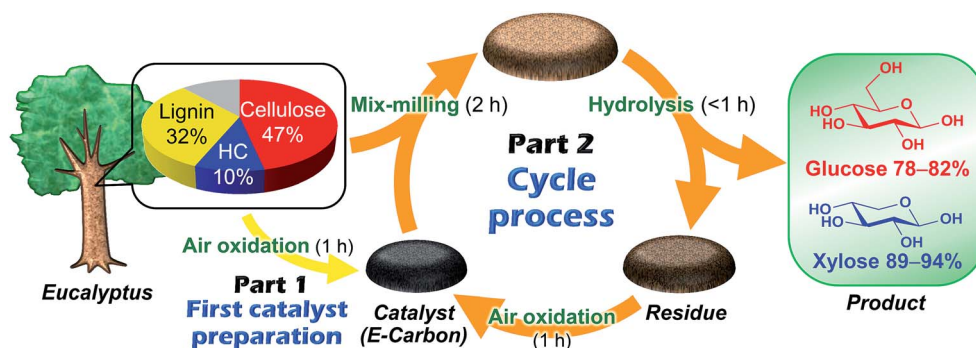 Lignin
32%
Cellulose
47%
HC
10%
Eucalyptus
Air oxidation (1 h)
Part 1
First catalyst
preparation
Mix-milling (2 h)
Hydrolysis (<1 h)
Part 2
Cycle
process
Catalyst
(E-Carbon)
Air oxidation
(1 h)
Residue
OH
HO
HO
O
OH
OH
Glucose 78–82%
HO
HO
O
OH
OH
Xylose 89–94%
Product